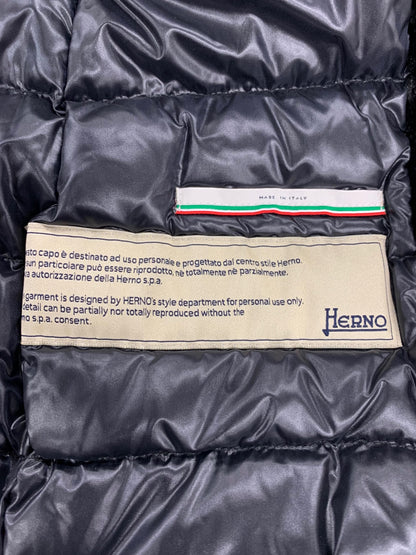 MADE IN ITALY
sto capo è destinato ad uso personale e progettato dal centro stile Herno.
sun particolare può essere riprodotto, nè totalmente nè parzialmente.
a autorizzazione della Herno s.p.a.
garment is designed by HERNO's style department for personal use only.
detail can be partially nor totally reproduced without the
no s.p.a. consent.
HERNO